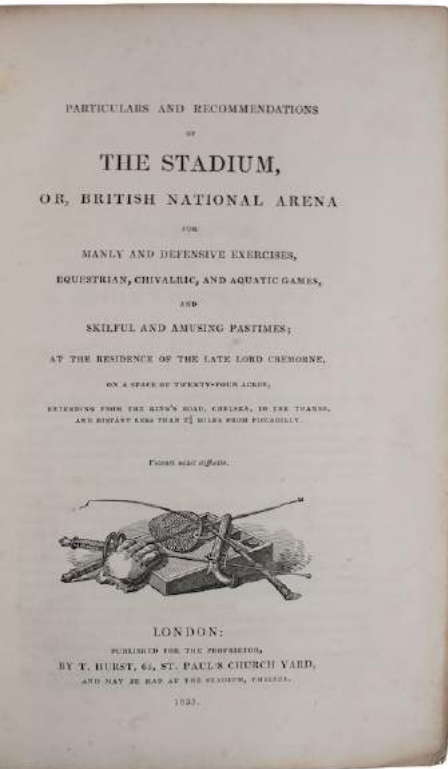 PARTICULARS AND RECOMMENDATIONS
OF
THE STADIUM,
OR, BRITISH NATIONAL ARENA
FOR
MANLY AND DEFENSIVE EXERCISES,
EQUESTRIAN, CHIVALRIC, AND AQUATIC GAMES,
AND
SKILFUL AND AMUSING PASTIMES;
AT THE RESIDENCE OF THE LATE LORD CREMORNE,
ON A SPACE OF TWENTY-FOUR ACRES,
EXTENDING FROM THE KING'S ROAD, CHELSEA, TO THE THAMES,
AND DISTANT LESS THAN 2½ MILES FROM PICCADILLY.
Volenti nihil difficile.
LONDON:
PUBLISHED FOR THE PROPRIETOR,
BY T. HURST, 65, ST. PAUL'S CHURCH YARD,
AND MAY BE HAD AT THE STADIUM, CHELSEA.